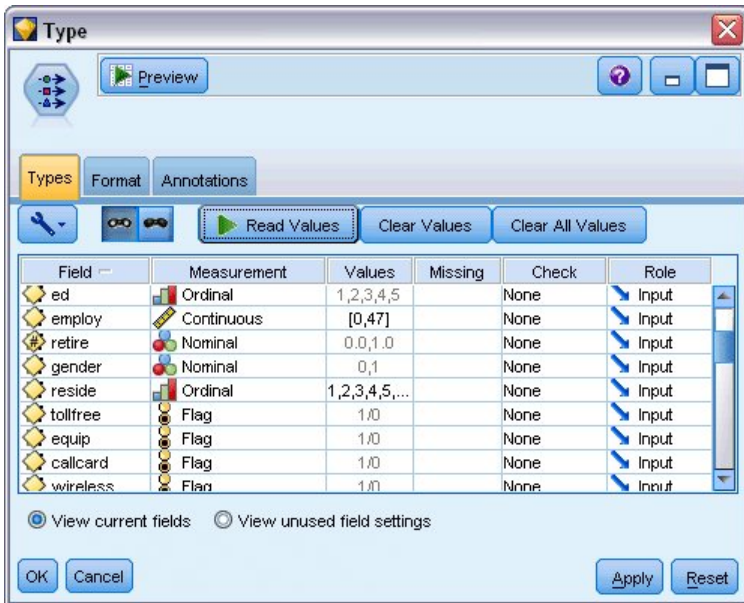 Type
Preview
Types Format Annotations
Read Values Clear Values Clear All Values
Field Measurement Values Missing Check Role
ed Ordinal 1,2,3,4,5 None Input
employ Continuous [0,47] None Input
retire Nominal 0.0,1.0 None Input
gender Nominal 0,1 None Input
reside Ordinal 1,2,3,4,5,... None Input
tollfree Flag 1/0 None Input
equip Flag 1/0 None Input
callcard Flag 1/0 None Input
wireless Flag 1/0 None Input
View current fields View unused field settings
OK Cancel Apply Reset